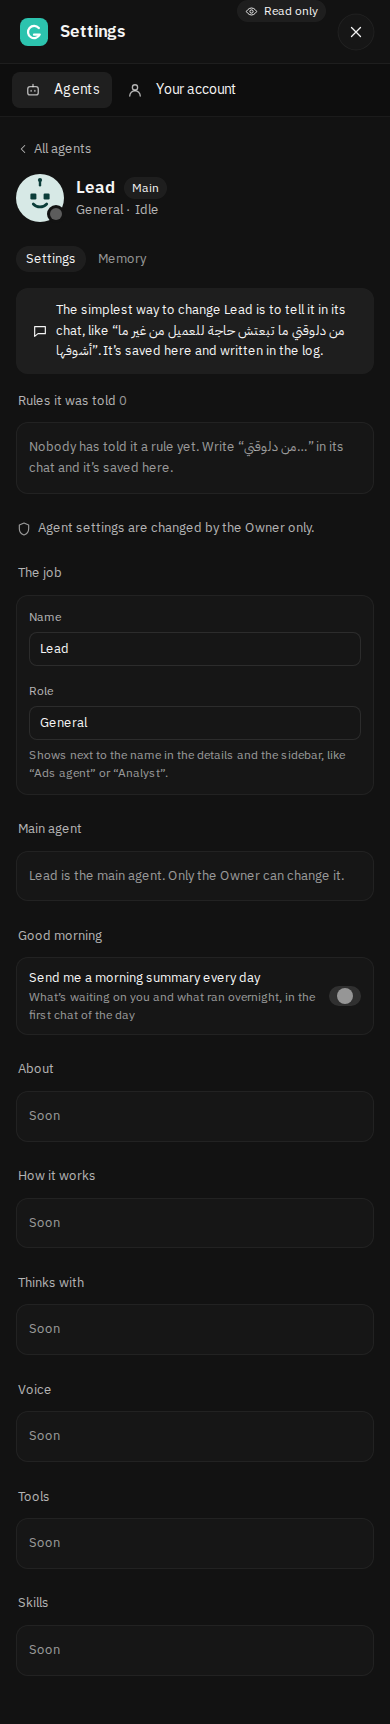 Read only
Settings
Agents
Your account
All agents
Lead Main
General · Idle
Settings
Memory
The simplest way to change Lead is to tell it in its
chat, like “من دلوقتي ما تبعتش حاجة للعميل من غير ما
أشوفها”. It’s saved here and written in the log.
Rules it was told 0
Nobody has told it a rule yet. Write “من دلوقتي…” in its
chat and it’s saved here.
Agent settings are changed by the Owner only.
The job
Name
Lead
Role
General
Shows next to the name in the details and the sidebar, like
“Ads agent” or “Analyst”.
Main agent
Lead is the main agent. Only the Owner can change it.
Good morning
Send me a morning summary every day
What’s waiting on you and what ran overnight, in the
first chat of the day
About
Soon
How it works
Soon
Thinks with
Soon
Voice
Soon
Tools
Soon
Skills
Soon